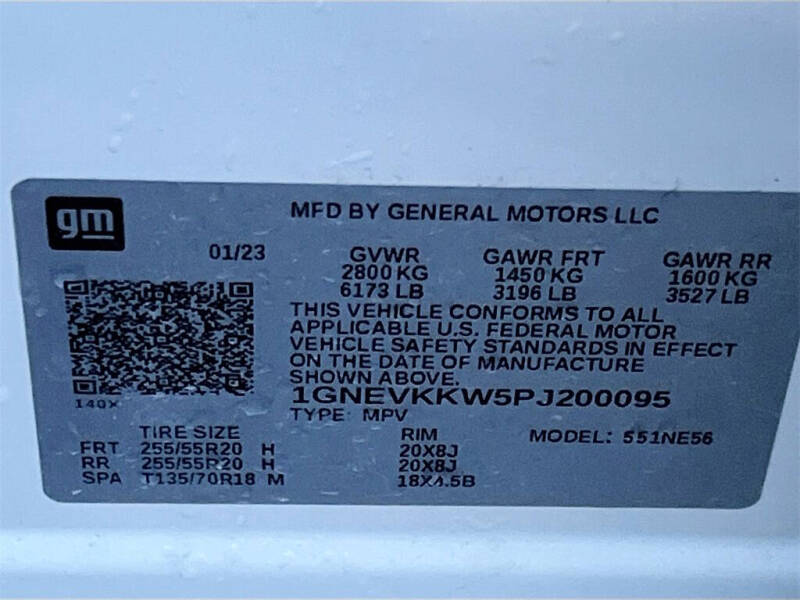 gm
MFD BY GENERAL MOTORS LLC
01/23 GVWR GAWR FRT GAWR RR
2800 KG 1450 KG 1600 KG
6173 LB 3196 LB 3527 LB
THIS VEHICLE CONFORMS TO ALL
APPLICABLE U.S. FEDERAL MOTOR
VEHICLE SAFETY STANDARDS IN EFFECT
ON THE DATE OF MANUFACTURE
SHOWN ABOVE.
140X
1GNEVKKW5PJ200095
TYPE: MPV
TIRE SIZE RIM MODEL: 551NE56
FRT 255/55R20 H 20X8J
RR 255/55R20 H 20X8J
SPA T135/70R18 M 18X4.5B